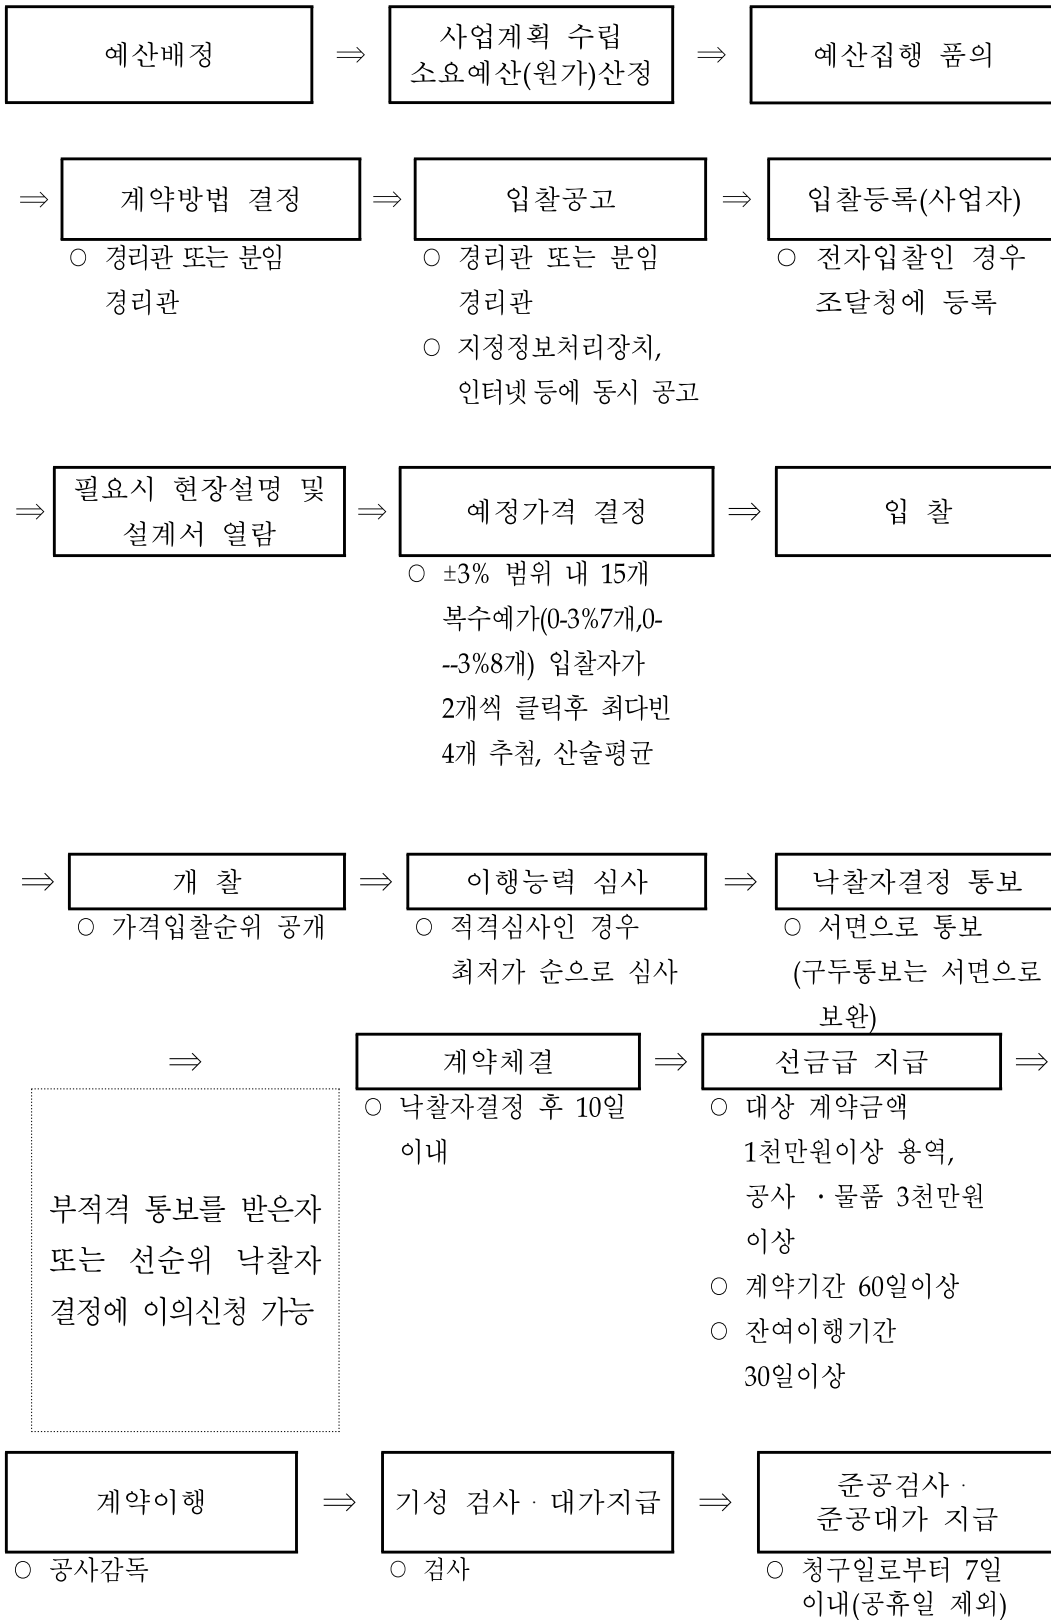 예산배정
⇒
사업계획 수립
소요예산(원가)산정
⇒
예산집행 품의
⇒
계약방법 결정
○ 경리관 또는 분임
경리관
⇒
입찰공고
○ 경리관 또는 분임
경리관
○ 지정정보처리장치,
인터넷 등에 동시 공고
⇒
입찰등록(사업자)
○ 전자입찰인 경우
조달청에 등록
⇒
필요시 현장설명 및
설계서 열람
⇒
예정가격 결정
○ ±3% 범위 내 15개
복수예가(0-3%7개,0-
--3%8개) 입찰자가
2개씩 클릭후 최다빈
4개 추첨, 산술평균
⇒
입 찰
⇒
개 찰
○ 가격입찰순위 공개
⇒
이행능력 심사
○ 적격심사인 경우
최저가 순으로 심사
⇒
낙찰자결정 통보
○ 서면으로 통보
(구두통보는 서면으로
보완)
⇒
부적격 통보를 받은자
또는 선순위 낙찰자
결정에 이의신청 가능
계약체결
○ 낙찰자결정 후 10일
이내
⇒
선금급 지급
○ 대상 계약금액
1천만원이상 용역,
공사 ・물품 3천만원
이상
○ 계약기간 60일이상
○ 잔여이행기간
30일이상
⇒
계약이행
○ 공사감독
⇒
기성 검사・대가지급
○ 검사
⇒
준공검사・
준공대가 지급
○ 청구일로부터 7일
이내(공휴일 제외)